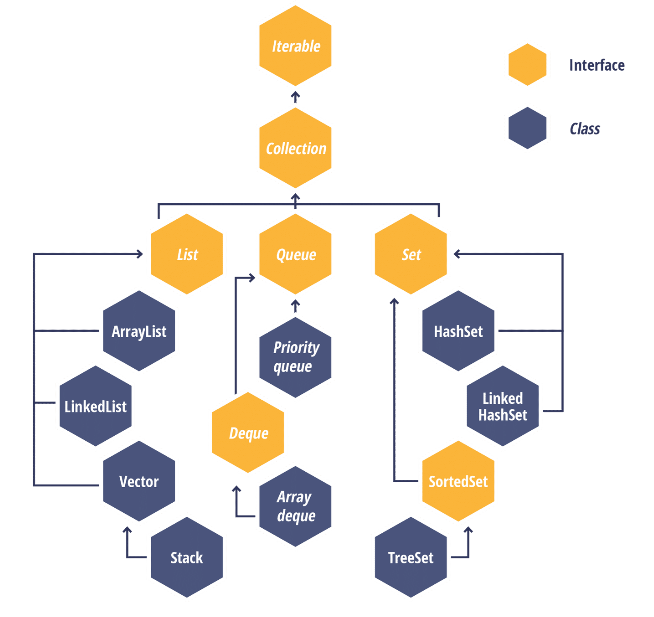 Iterable
Interface
Class
Collection
List
Queue
Set
ArrayList
Priority
queue
HashSet
LinkedList
Linked
HashSet
Deque
Vector
Array
deque
SortedSet
Stack
TreeSet